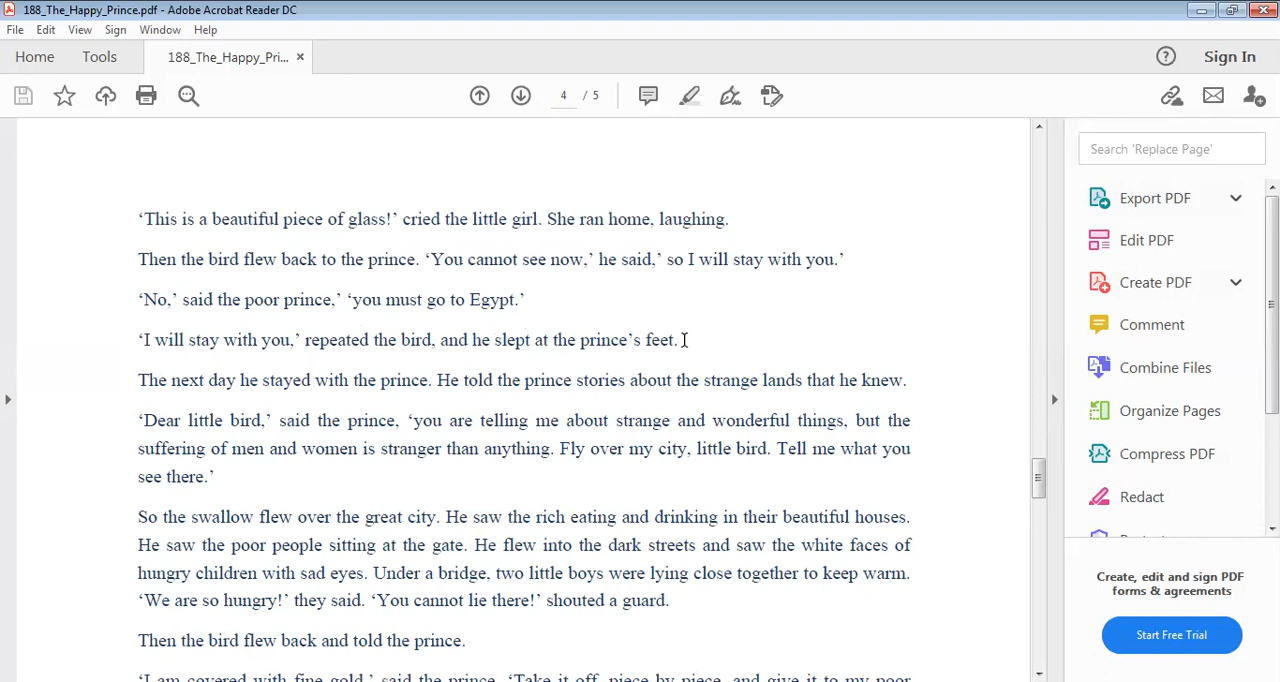 188_The_Happy_Prince.pdf - Adobe Acrobat Reader DC
File Edit View Sign Window Help
Home Tools 188_The_Happy_Pri... × Sign In
4 / 5
Search 'Replace Page'
‘This is a beautiful piece of glass!’ cried the little girl. She ran home, laughing.
Then the bird flew back to the prince. ‘You cannot see now,’ he said,’ so I will stay with you.’
‘No,’ said the poor prince,’ ‘you must go to Egypt.’
‘I will stay with you,’ repeated the bird, and he slept at the prince’s feet.
The next day he stayed with the prince. He told the prince stories about the strange lands that he knew.
‘Dear little bird,’ said the prince, ‘you are telling me about strange and wonderful things, but the
suffering of men and women is stranger than anything. Fly over my city, little bird. Tell me what you
see there.’
So the swallow flew over the great city. He saw the rich eating and drinking in their beautiful houses.
He saw the poor people sitting at the gate. He flew into the dark streets and saw the white faces of
hungry children with sad eyes. Under a bridge, two little boys were lying close together to keep warm.
‘We are so hungry!’ they said. ‘You cannot lie there!’ shouted a guard.
Then the bird flew back and told the prince.
‘I am covered with fine gold,’ said the prince. ‘Take it off, piece by piece, and give it to my poor
Export PDF
Edit PDF
Create PDF
Comment
Combine Files
Organize Pages
Compress PDF
Redact
Create, edit and sign PDF
forms & agreements
Start Free Trial